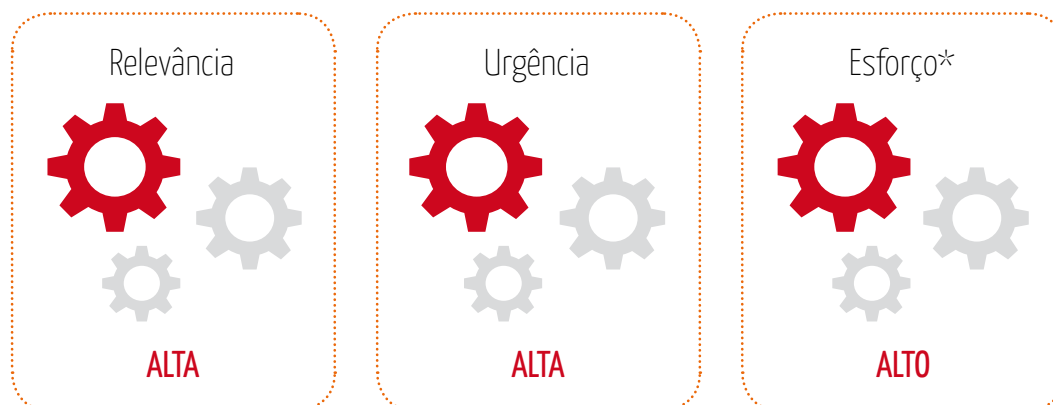 Relevância
Urgência
Esforço*
ALTA
ALTA
ALTO